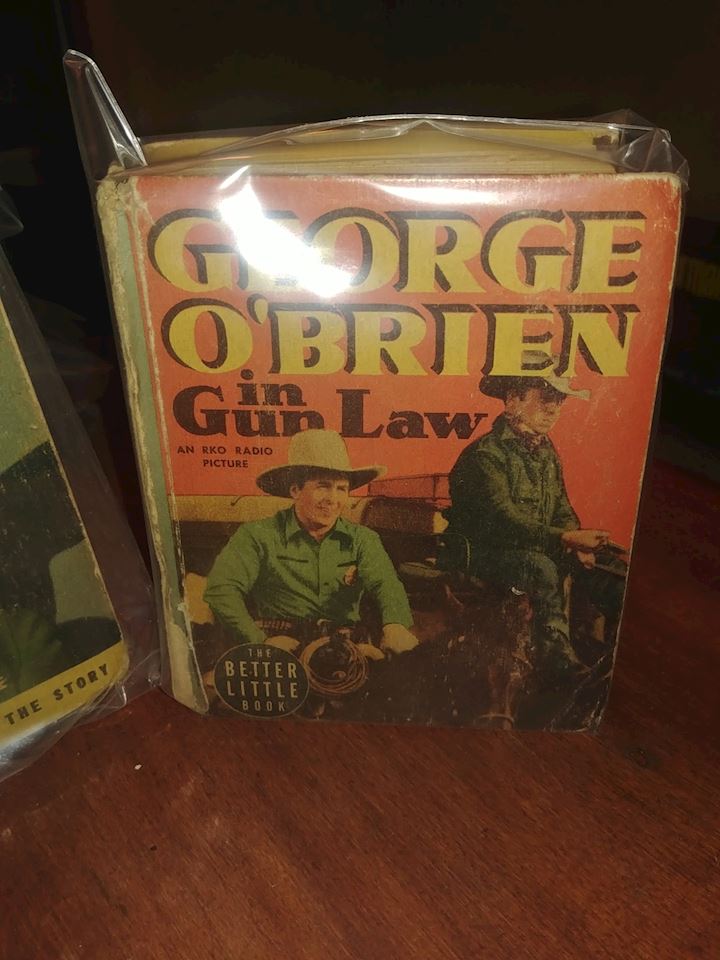 GEORGE
O'BRIEN
in
Gun Law
AN RKO RADIO
PICTURE
THE
BETTER
LITTLE
BOOK
THE STORY